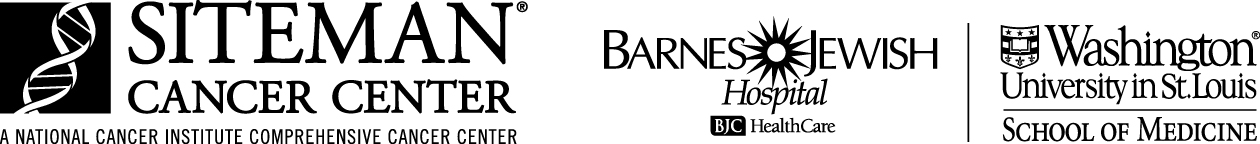 SITEMAN®
CANCER CENTER
A NATIONAL CANCER INSTITUTE COMPREHENSIVE CANCER CENTER
BARNES JEWISH
Hospital
BJC HealthCare
Washington®
University in St. Louis
SCHOOL OF MEDICINE